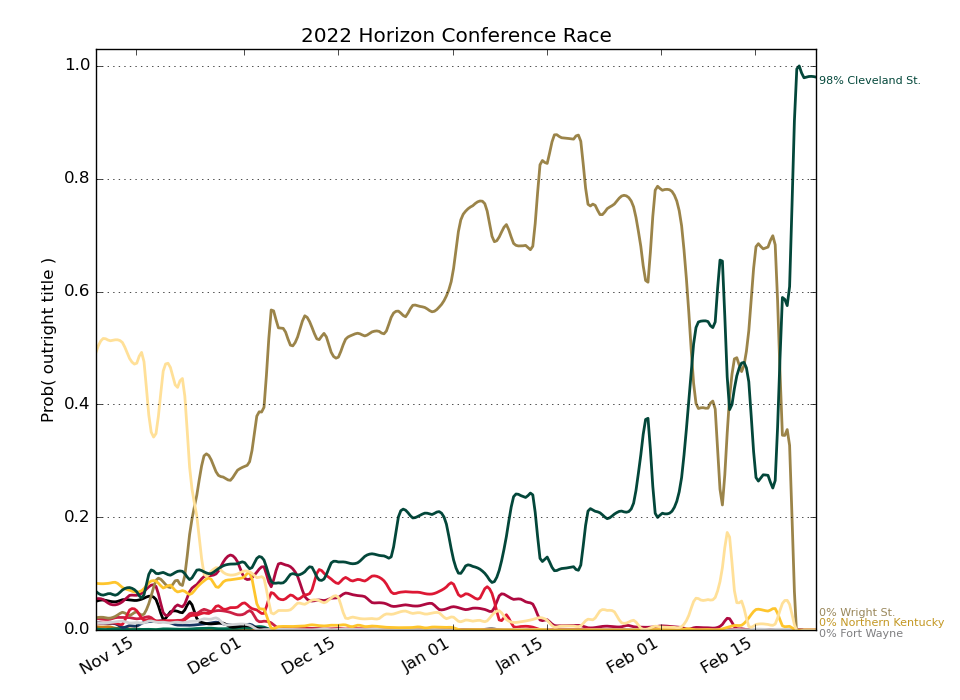 2022 Horizon Conference Race
Prob( outright title )
1.0
0.8
0.6
0.4
0.2
0.0
98% Cleveland St.
0% Wright St.
0% Northern Kentucky
0% Fort Wayne
Nov 15
Dec 01
Dec 15
Jan 01
Jan 15
Feb 01
Feb 15